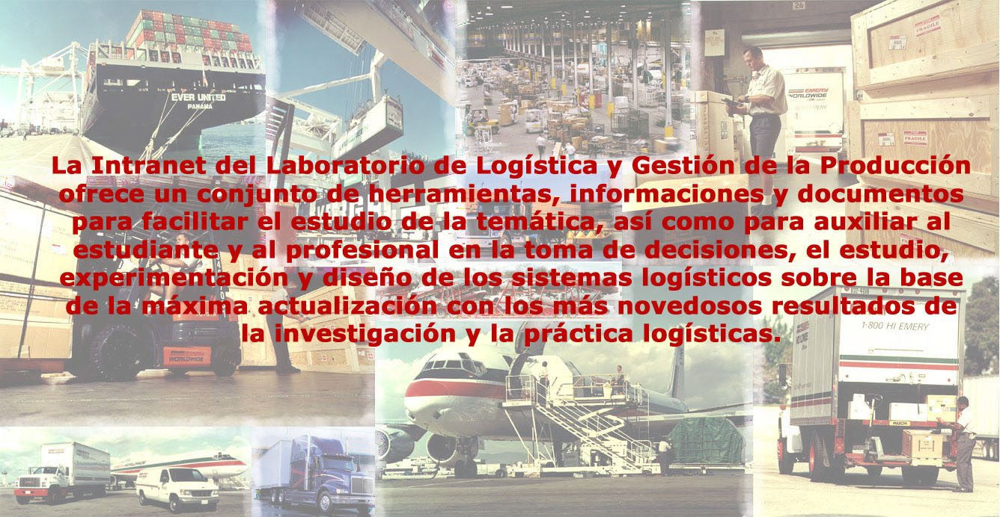 26
FRAGILE
EVER UNITED
PANAMA
EMERY
WORLDWIDE
HI EMERY
FRAGILE
La Intranet del Laboratorio de Logística y Gestión de la Producción
ofrece un conjunto de herramientas, informaciones y documentos
para facilitar el estudio de la temática, así como para auxiliar al
estudiante y al profesional en la toma de decisiones, el estudio,
experimentación y diseño de los sistemas logísticos sobre la base
de la máxima actualización con los más novedosos resultados de
la investigación y la práctica logísticas.
1-800 HI EMERY
WORLDWIDE